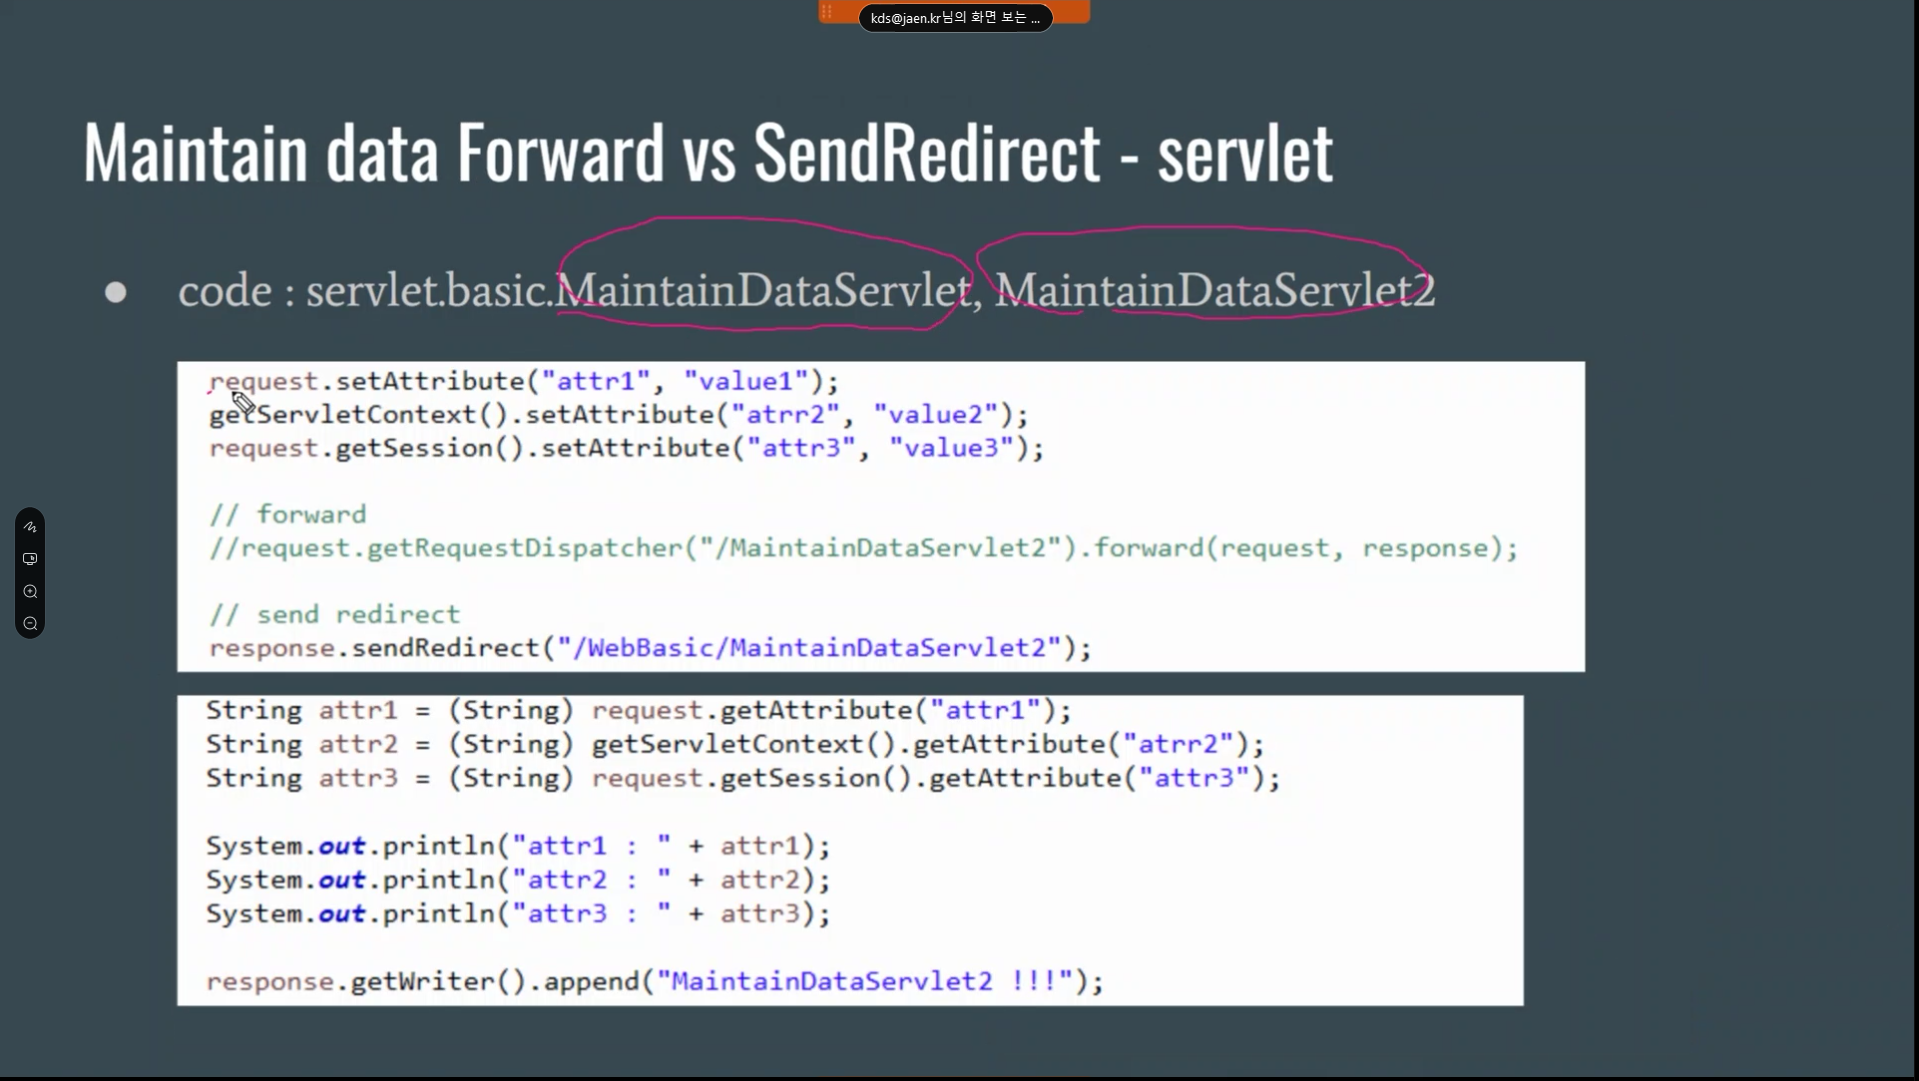 kds@jaen.kr님의 화면 보는 ...
Maintain data Forward vs SendRedirect - servlet
● code : servlet.basic.MaintainDataServlet, MaintainDataServlet2
request.setAttribute("attr1", "value1");
getServletContext().setAttribute("atrr2", "value2");
request.getSession().setAttribute("attr3", "value3");
// forward
//request.getRequestDispatcher("/MaintainDataServlet2").forward(request, response);
// send redirect
response.sendRedirect("/WebBasic/MaintainDataServlet2");
String attr1 = (String) request.getAttribute("attr1");
String attr2 = (String) getServletContext().getAttribute("atrr2");
String attr3 = (String) request.getSession().getAttribute("attr3");
System.out.println("attr1 : " + attr1);
System.out.println("attr2 : " + attr2);
System.out.println("attr3 : " + attr3);
response.getWriter().append("MaintainDataServlet2 !!!");